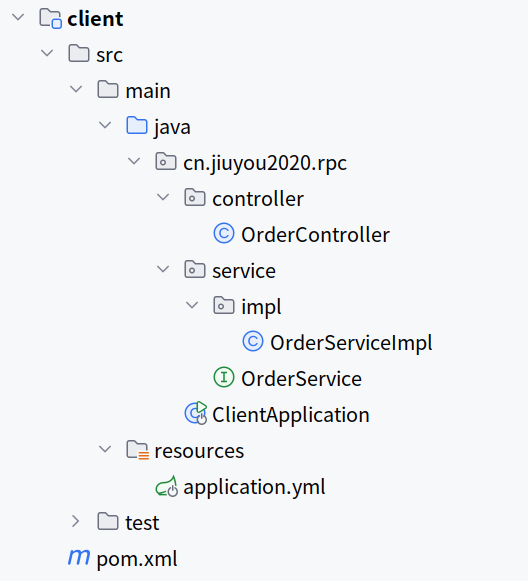 client
src
main
java
cn.jiuyou2020.rpc
controller
OrderController
service
impl
OrderServiceImpl
OrderService
ClientApplication
resources
application.yml
test
pom.xml